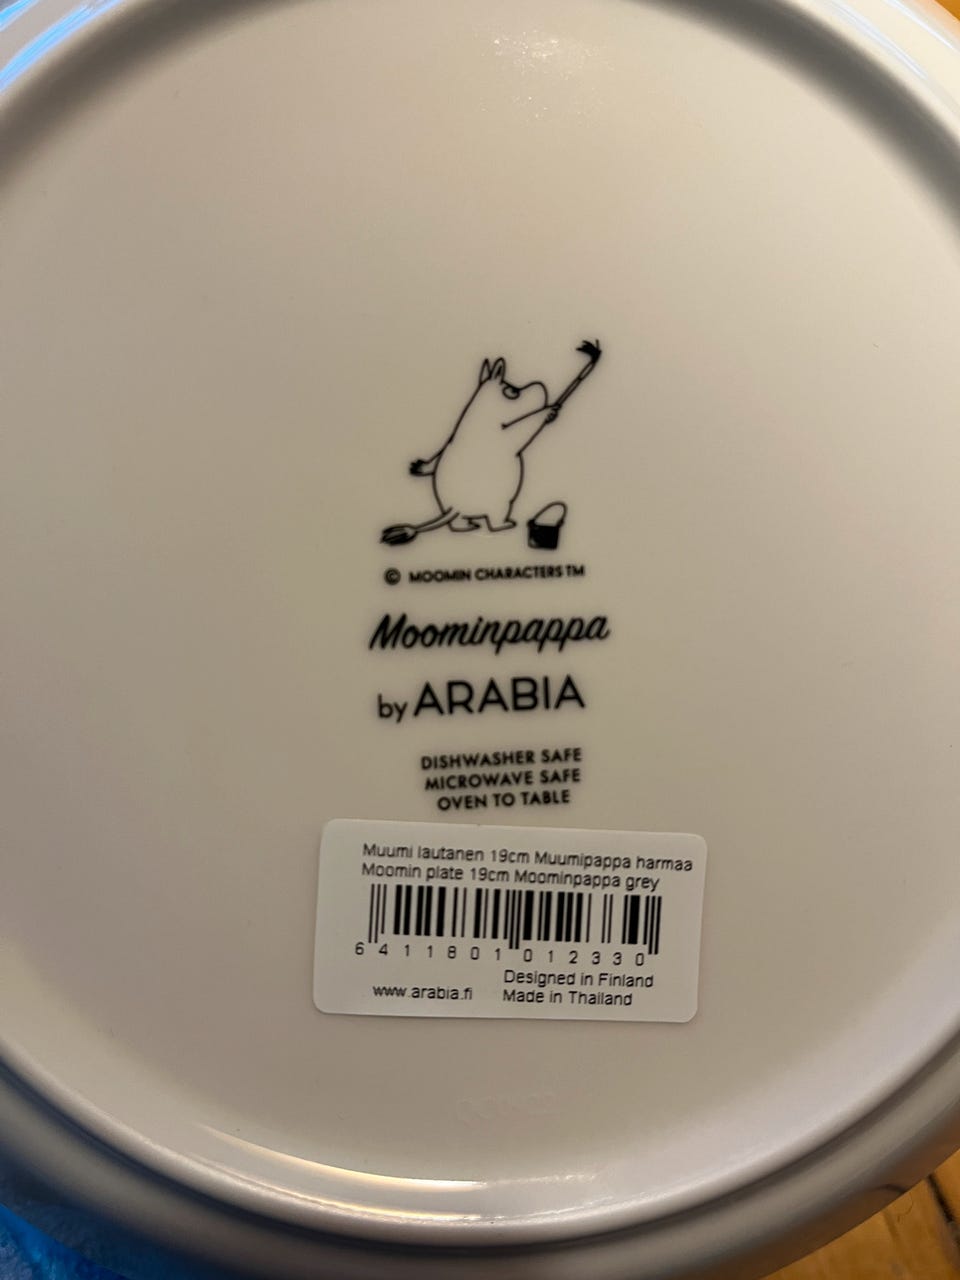 © MOOMIN CHARACTERS TM
Moominpappa
by ARABIA
DISHWASHER SAFE
MICROWAVE SAFE
OVEN TO TABLE
Muumi lautanen 19cm Muumipappa harmaa
Moomin plate 19cm Moominpappa grey
6 411801 012330
Designed in Finland
www.arabia.fi Made in Thailand